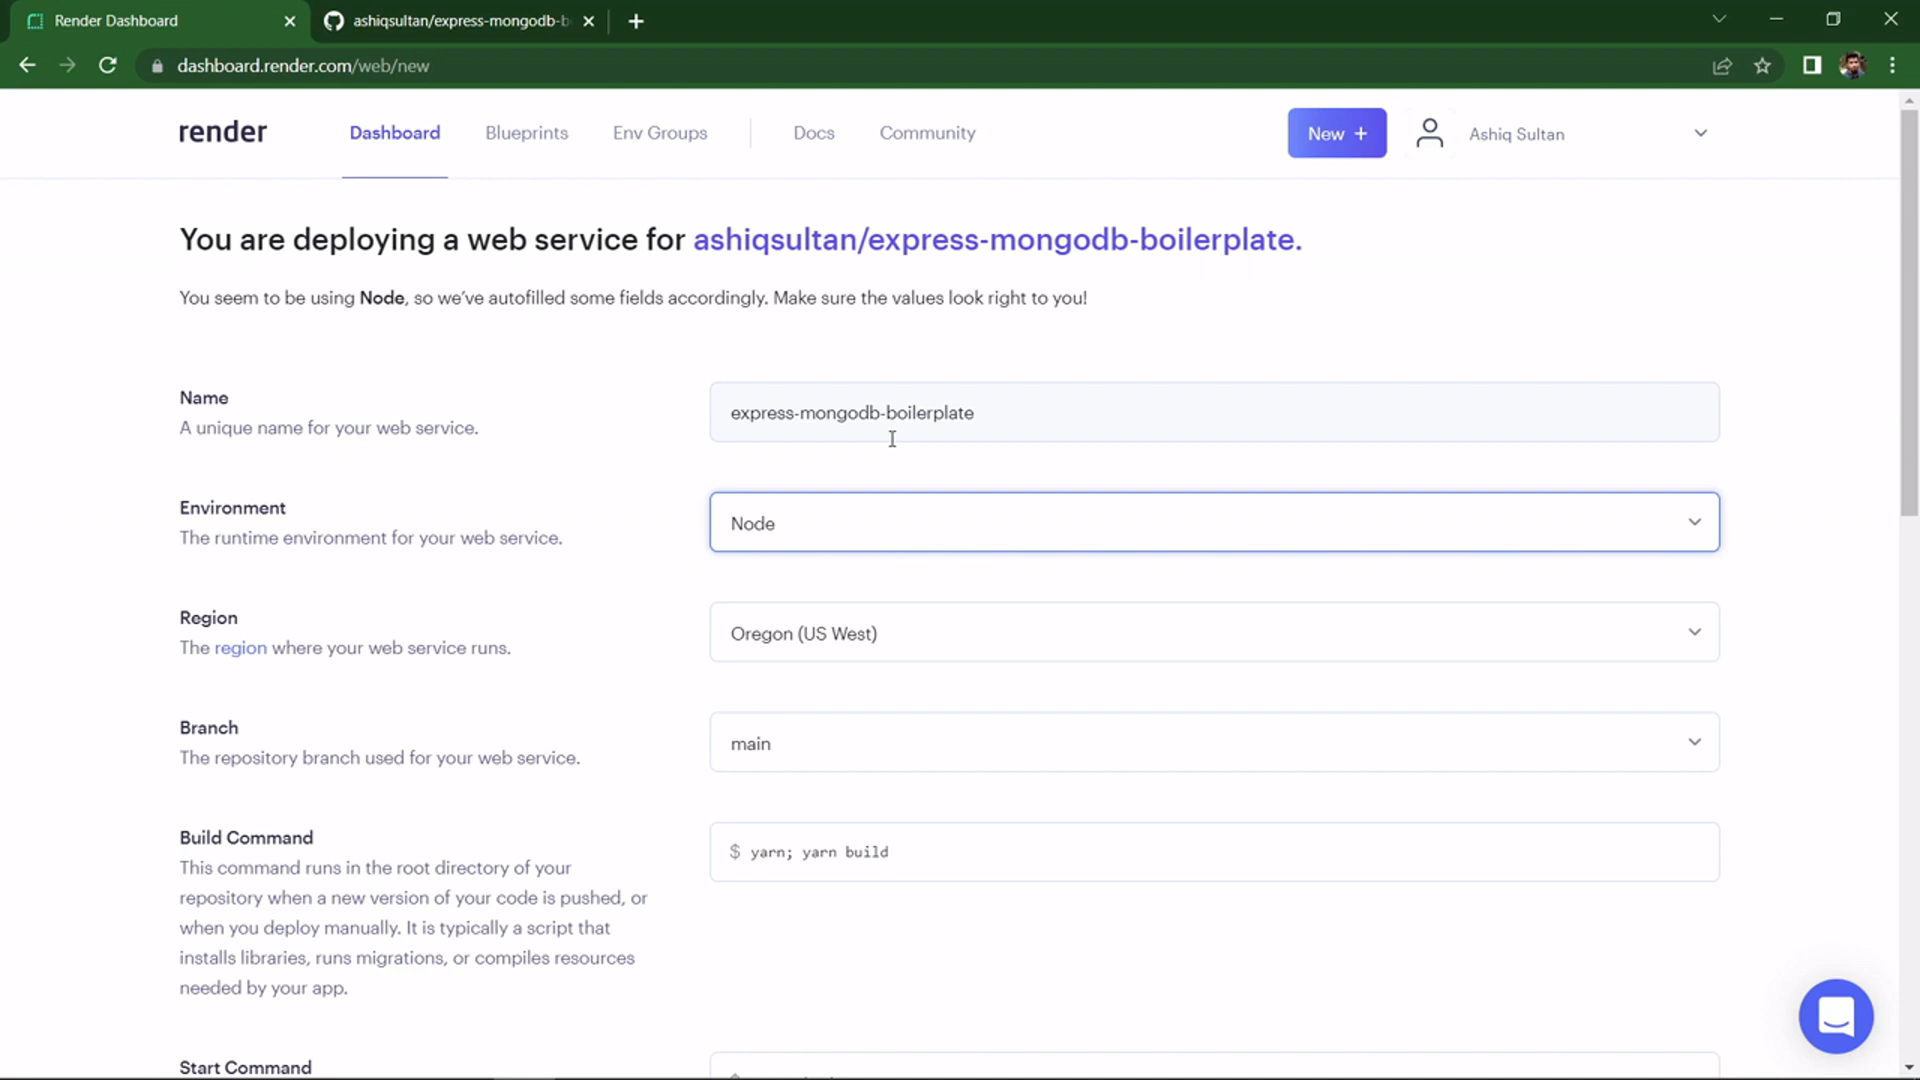 Render Dashboard
ashiqsultan/express-mongodb-b
dashboard.render.com/web/new
render
Dashboard
Blueprints
Env Groups
Docs
Community
New +
Ashiq Sultan
You are deploying a web service for ashiqsultan/express-mongodb-boilerplate.
You seem to be using Node, so we've autofilled some fields accordingly. Make sure the values look right to you!
Name
A unique name for your web service.
express-mongodb-boilerplate
Environment
The runtime environment for your web service.
Node
Region
The region where your web service runs.
Oregon (US West)
Branch
The repository branch used for your web service.
main
Build Command
This command runs in the root directory of your
repository when a new version of your code is pushed, or
when you deploy manually. It is typically a script that
installs libraries, runs migrations, or compiles resources
needed by your app.
$ yarn; yarn build
Start Command